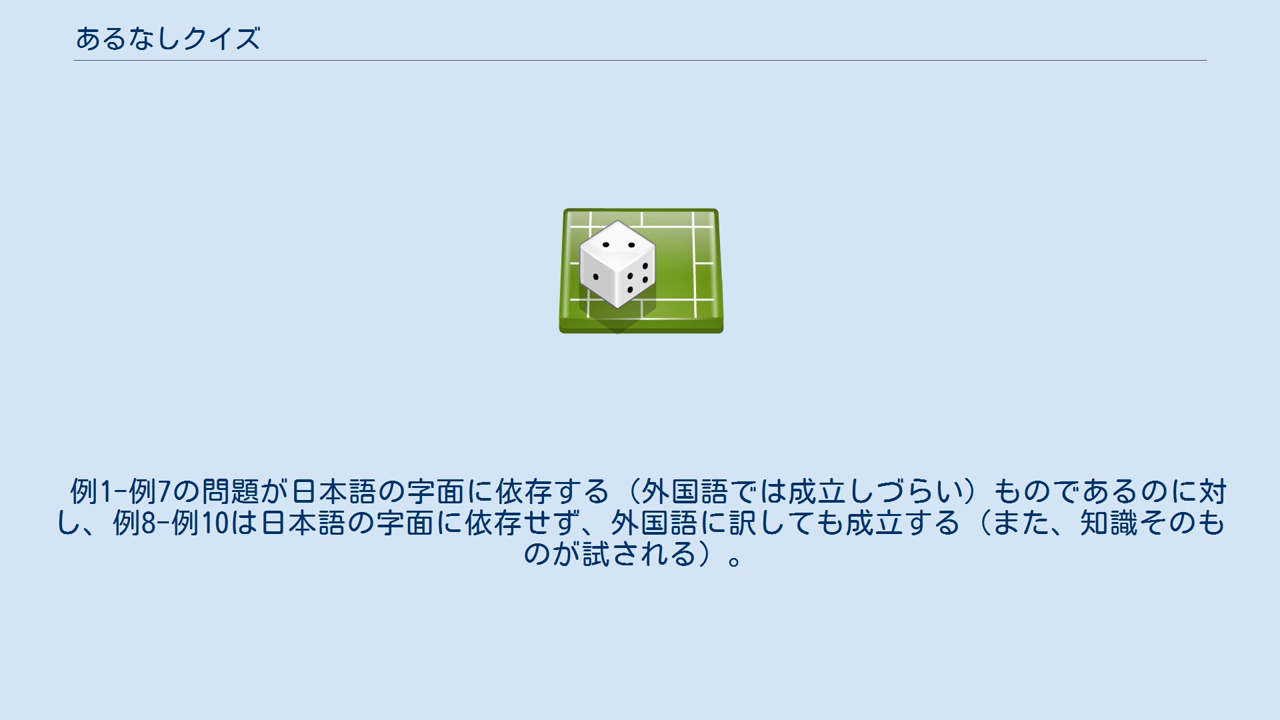 あるなしクイズ
例1-例7の問題が日本語の字面に依存する（外国語では成立しづらい）ものであるのに対
し、例8-例10は日本語の字面に依存せず、外国語に訳しても成立する（また、知識そのも
のが試される）。